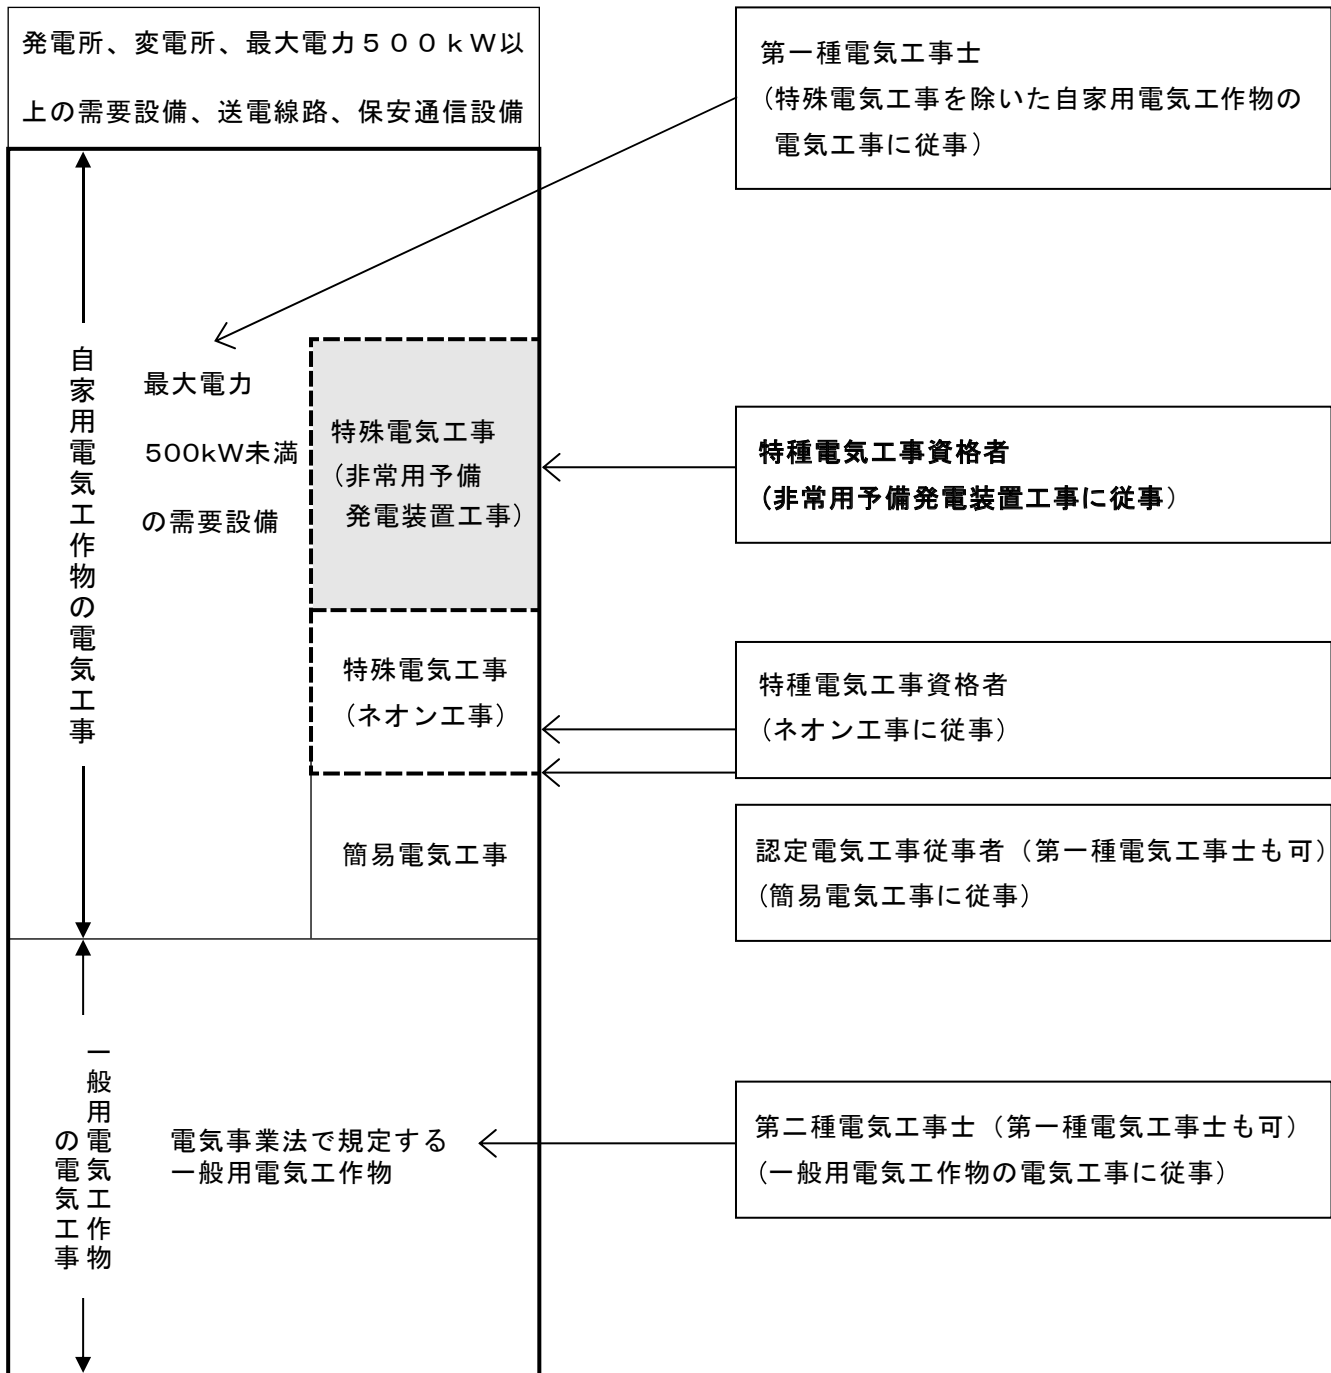 発電所、変電所、最大電力５００ｋＷ以
上の需要設備、送電線路、保安通信設備
第一種電気工事士
(特殊電気工事を除いた自家用電気工作物の
電気工事に従事)
自家用電気工作物の電気工事
最大電力
500kW未満
の需要設備
特殊電気工事
(非常用予備
発電装置工事)
特種電気工事資格者
(非常用予備発電装置工事に従事)
特殊電気工事
(ネオン工事)
特種電気工事資格者
(ネオン工事に従事)
簡易電気工事
認定電気工事従事者（第一種電気工事士も可)
(簡易電気工事に従事)
一般用電気工作物
の電気工事
電気事業法で規定する
一般用電気工作物
第二種電気工事士（第一種電気工事士も可)
(一般用電気工作物の電気工事に従事)